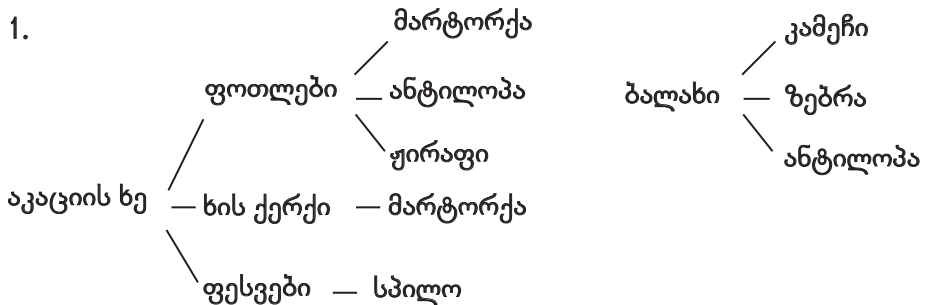 1.
მარტორქა
ფოთლები — ანტილოპა
ჟირაფი
აკაციის ხე — ხის ქერქი — მარტორქა
ფესვები — სპილო
კამეჩი
ბალახი — ზებრა
ანტილოპა